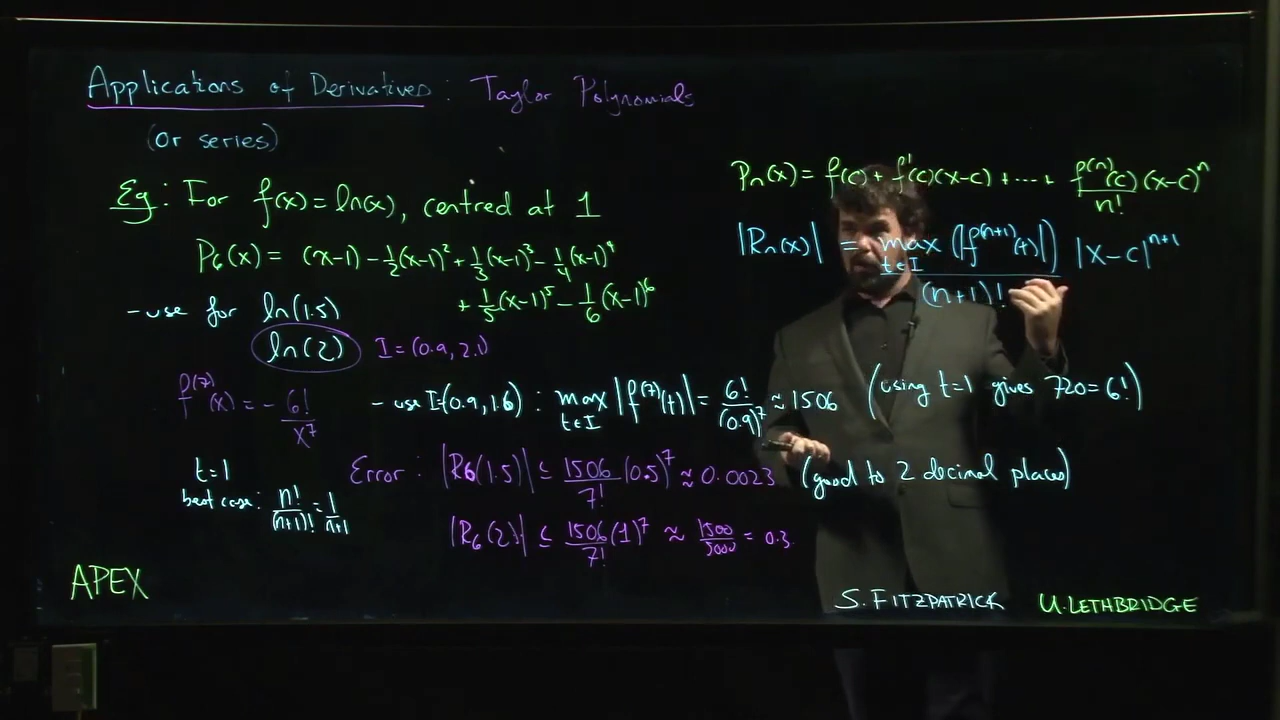 Applications of Derivatives : Taylor Polynomials
(Or series)
Eg: For f(x) = ln(x), centred at 1
P₆(x) = (x-1) - 1/2(x-1)² + 1/3(x-1)³ - 1/4(x-1)⁴
+ 1/5(x-1)⁵ - 1/6(x-1)⁶
Pn(x) = f(c) + f'(c)(x-c) + ... + f⁽ⁿ⁾(c)/n! (x-c)ⁿ
|Rn(x)| = max t∈I (|f⁽ⁿ⁺¹⁾(t)|)/(n+1)! |x-c|ⁿ⁺¹
- use for ln(1.5)
ln(2) I = (0.9, 2.1)
f⁽⁷⁾(x) = - 6!/x⁷
- use I=(0.9, 1.6) : max t∈I |f⁽⁷⁾(t)| = 6!/(0.9)⁷ ≈ 1506 (using t=1 gives 720 = 6!)
t=1
best case: n!/(n+1)! = 1/n+1
Error : |R₆(1.5)| ≤ 1506/7! (0.5)⁷ ≈ 0.0023 (good to 2 decimal places)
|R₆(2)| ≤ 1506/7! (1)⁷ ≈ 1500/5000 = 0.3
APEX
S. FITZPATRICK U. LETHBRIDGE